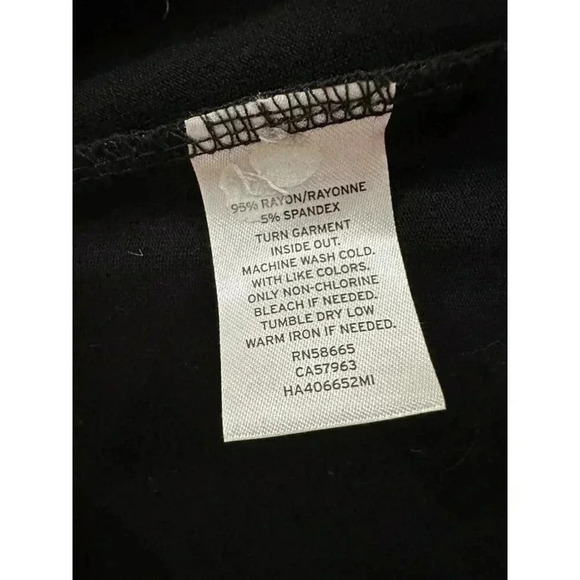 95% RAYON/RAYONNE
5% SPANDEX
TURN GARMENT
INSIDE OUT.
MACHINE WASH COLD.
WITH LIKE COLORS.
ONLY NON-CHLORINE
BLEACH IF NEEDED.
TUMBLE DRY LOW
WARM IRON IF NEEDED.
RN58665
CA57963
HA406652MI